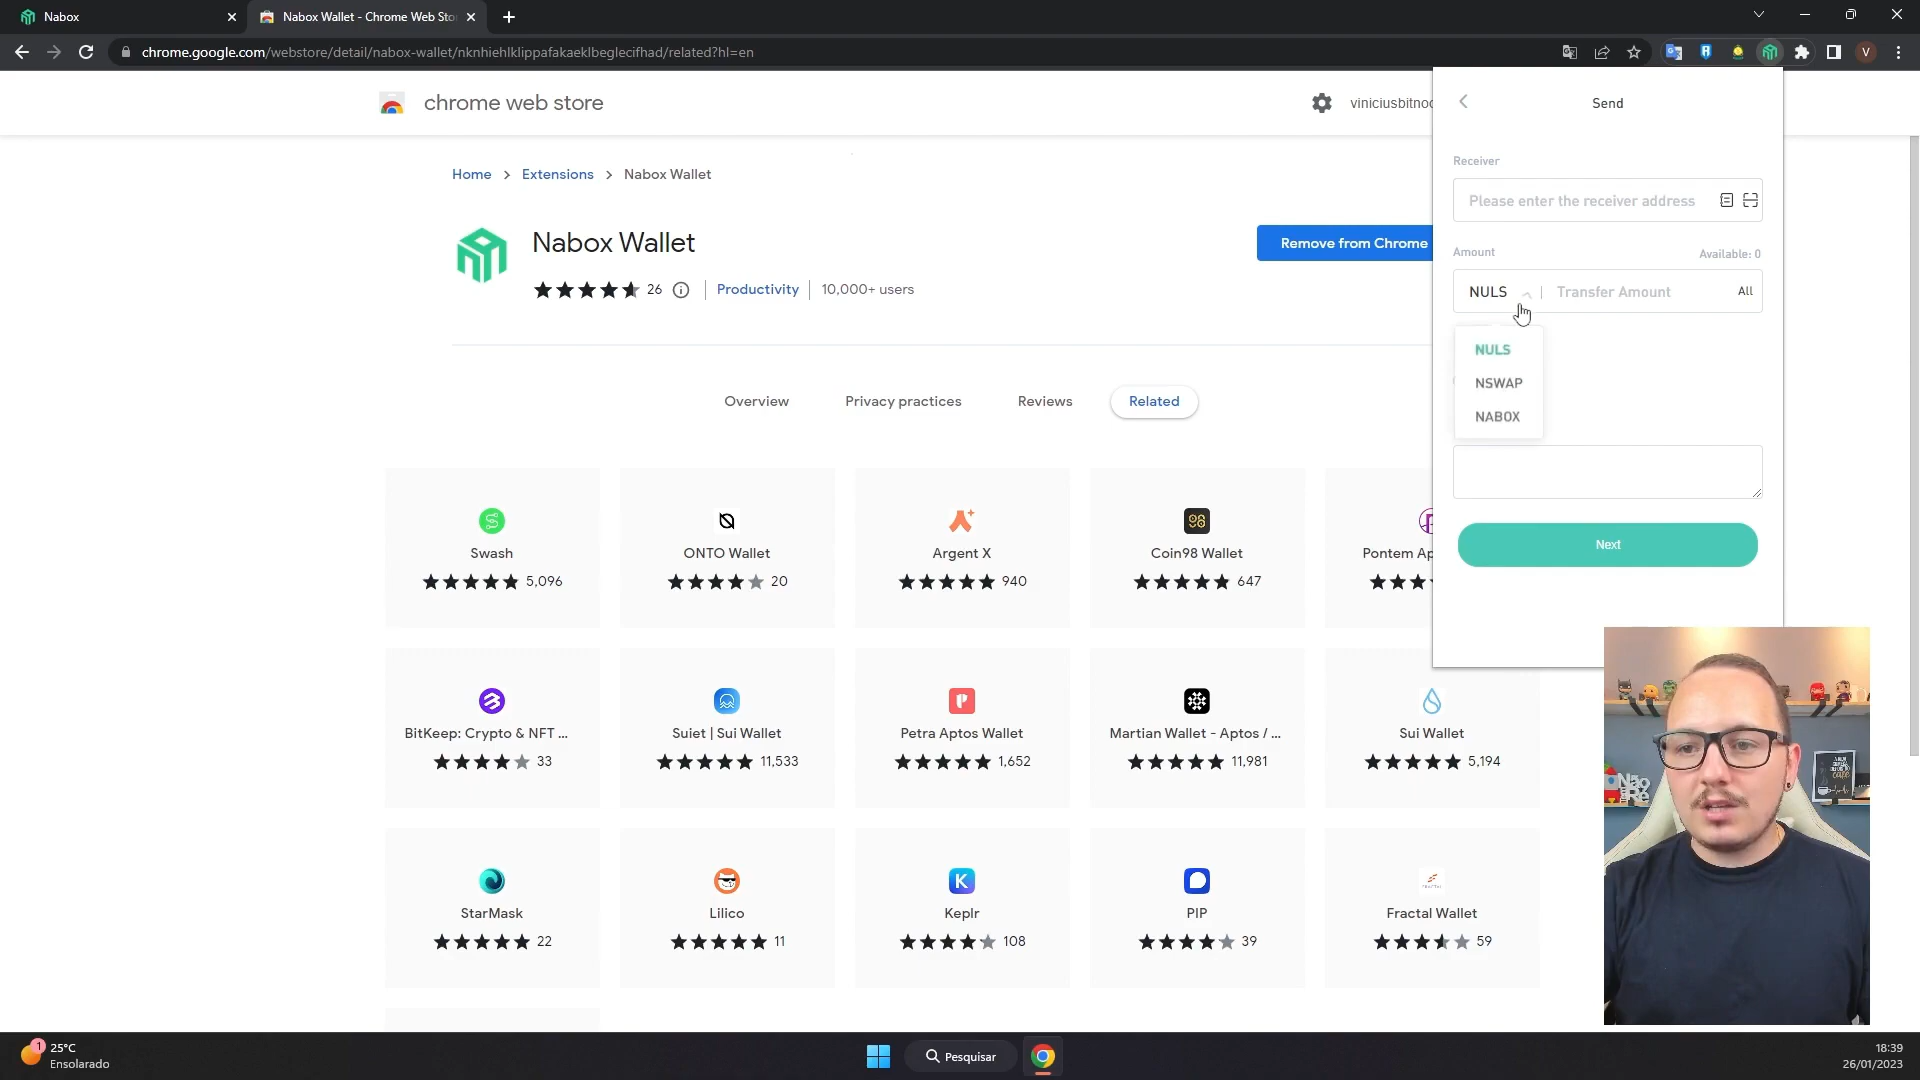 Nabox
Nabox Wallet - Chrome Web Sto
chrome.google.com/webstore/detail/nabox-wallet/nknhiehlklippafakaeklbeglecifhad/related?hl=en
V
chrome web store
viniciusbitnoc
Home > Extensions > Nabox Wallet
Nabox Wallet
26
Productivity
10,000+ users
Remove from Chrome
Overview
Privacy practices
Reviews
Related
Swash
5,096
ONTO Wallet
20
Argent X
940
Coin98 Wallet
647
Pontem Ap
BitKeep: Crypto & NFT ...
33
Suiet | Sui Wallet
11,533
Petra Aptos Wallet
1,652
Martian Wallet - Aptos / ...
11,981
Sui Wallet
5,194
StarMask
22
Lilico
11
Keplr
108
PIP
39
Fractal Wallet
59
Send
Receiver
Please enter the receiver address
Amount
Available: 0
NULS
Transfer Amount
All
NULS
NSWAP
NABOX
Next
1
25°C
Ensolarado
Pesquisar
18:39
26/01/2023